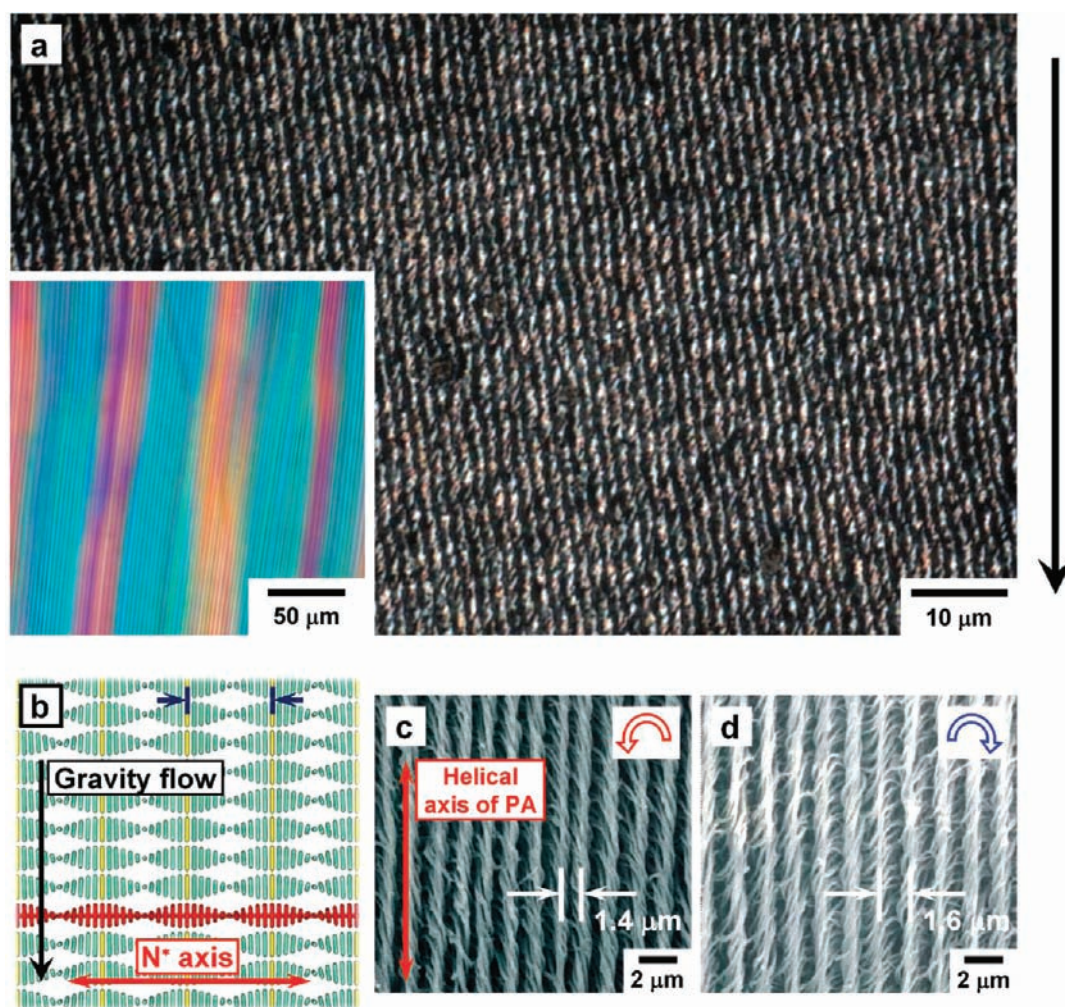 a
50 μm
10 μm
b
Gravity flow
N* axis
c
Helical
axis of PA
1.4 μm
2 μm
d
1.6 μm
2 μm